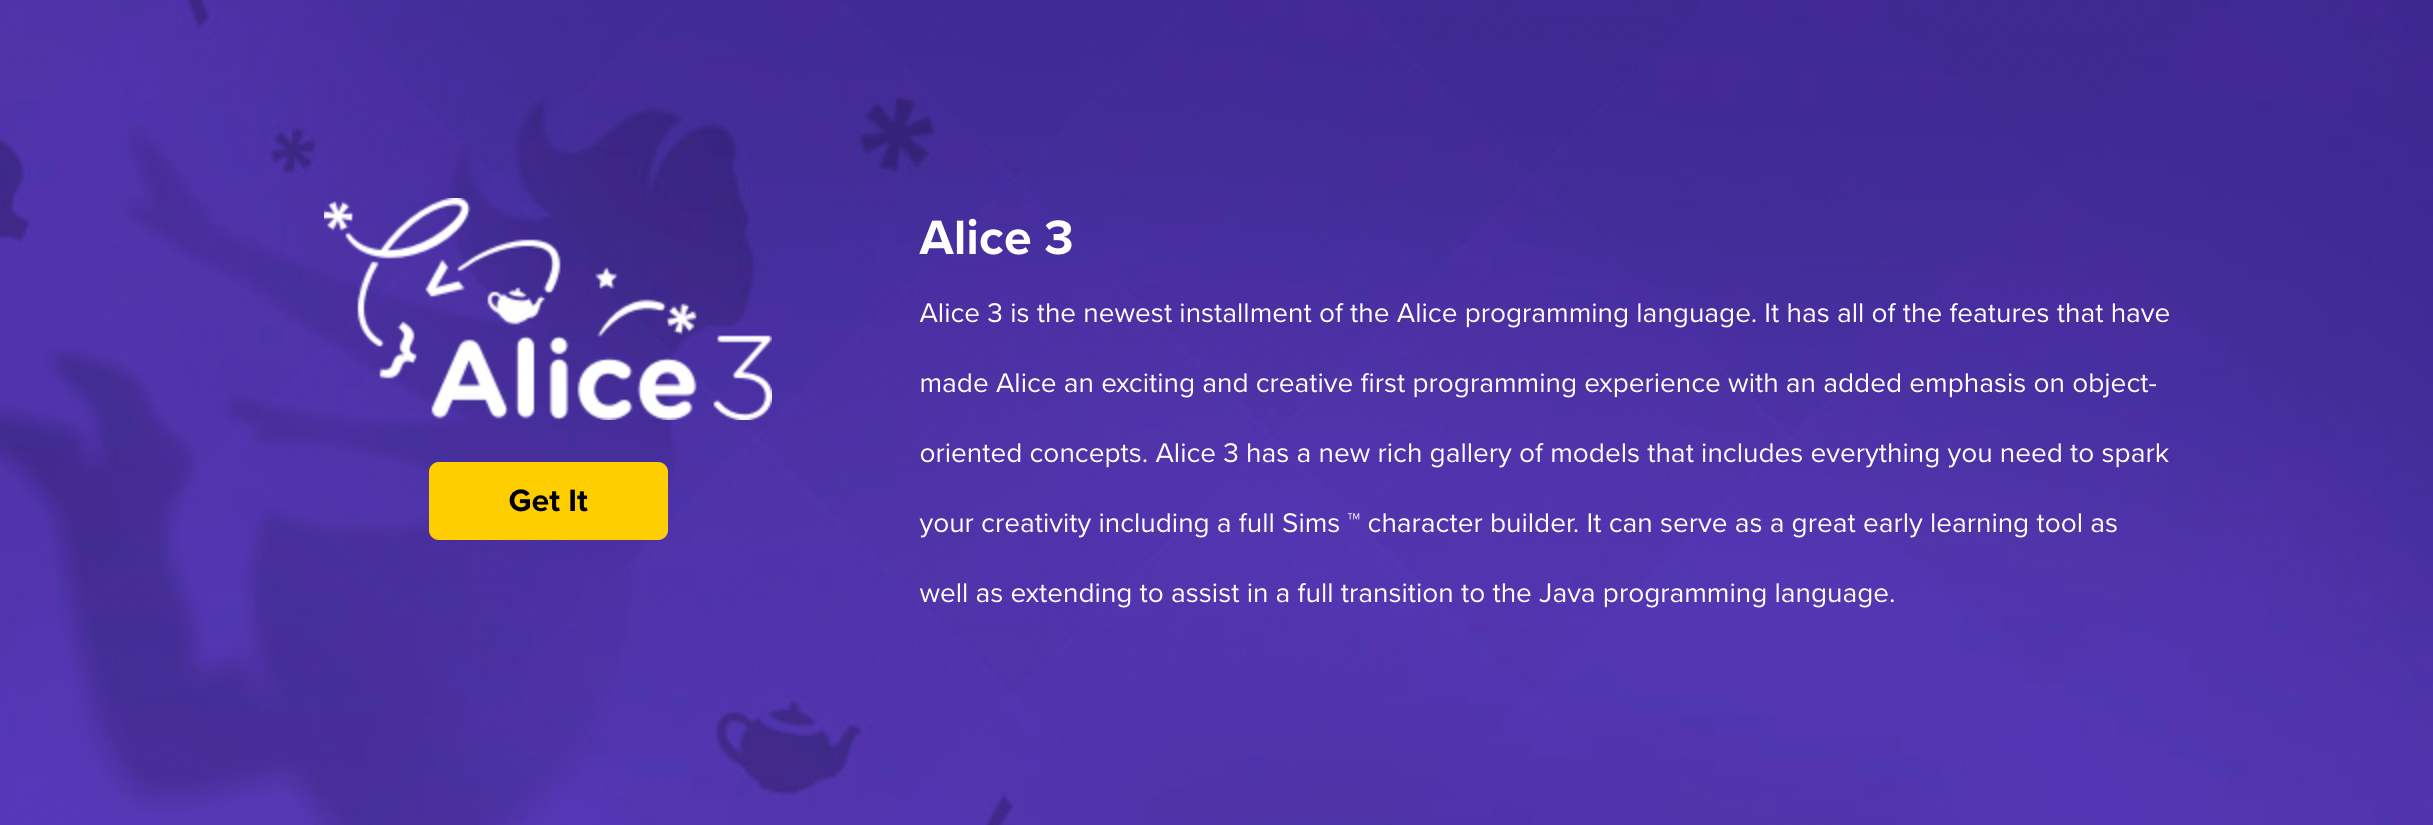 Alice 3
Get It
Alice 3
Alice 3 is the newest installment of the Alice programming language. It has all of the features that have
made Alice an exciting and creative first programming experience with an added emphasis on object-
oriented concepts. Alice 3 has a new rich gallery of models that includes everything you need to spark
your creativity including a full Sims ™ character builder. It can serve as a great early learning tool as
well as extending to assist in a full transition to the Java programming language.